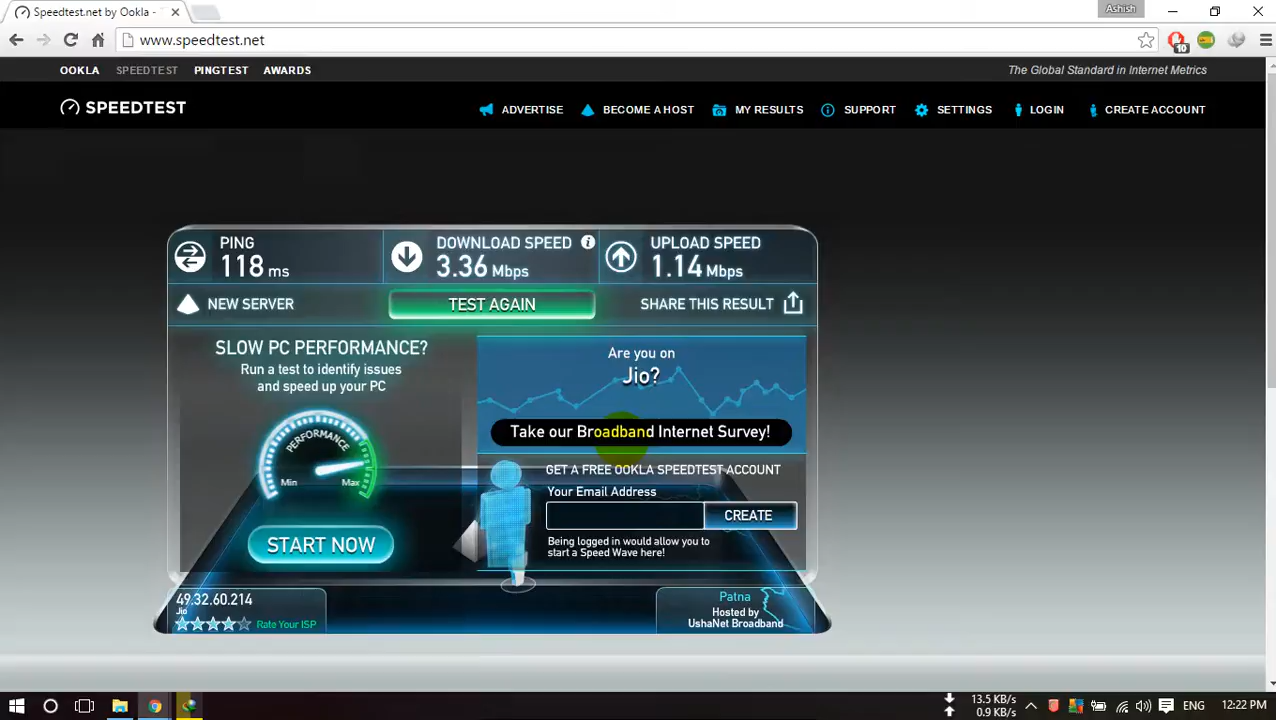 Speedtest.net by Ookla -
Ashish
www.speedtest.net
10
OOKLA SPEEDTEST PINGTEST AWARDS
The Global Standard in Internet Metrics
SPEEDTEST
ADVERTISE BECOME A HOST MY RESULTS SUPPORT SETTINGS LOGIN CREATE ACCOUNT
PING
118 ms
DOWNLOAD SPEED
3.36 Mbps
UPLOAD SPEED
1.14 Mbps
NEW SERVER
TEST AGAIN
SHARE THIS RESULT
SLOW PC PERFORMANCE?
Run a test to identify issues
and speed up your PC
PERFORMANCE
Min Max
START NOW
Are you on
Jio?
Take our Broadband Internet Survey!
GET A FREE OOKLA SPEEDTEST ACCOUNT
Your Email Address
CREATE
Being logged in would allow you to
start a Speed Wave here!
49.32.60.214
Jio
Rate Your ISP
Patna
Hosted by
UshaNet Broadband
13.5 KB/s
0.9 KB/s
ENG
12:22 PM